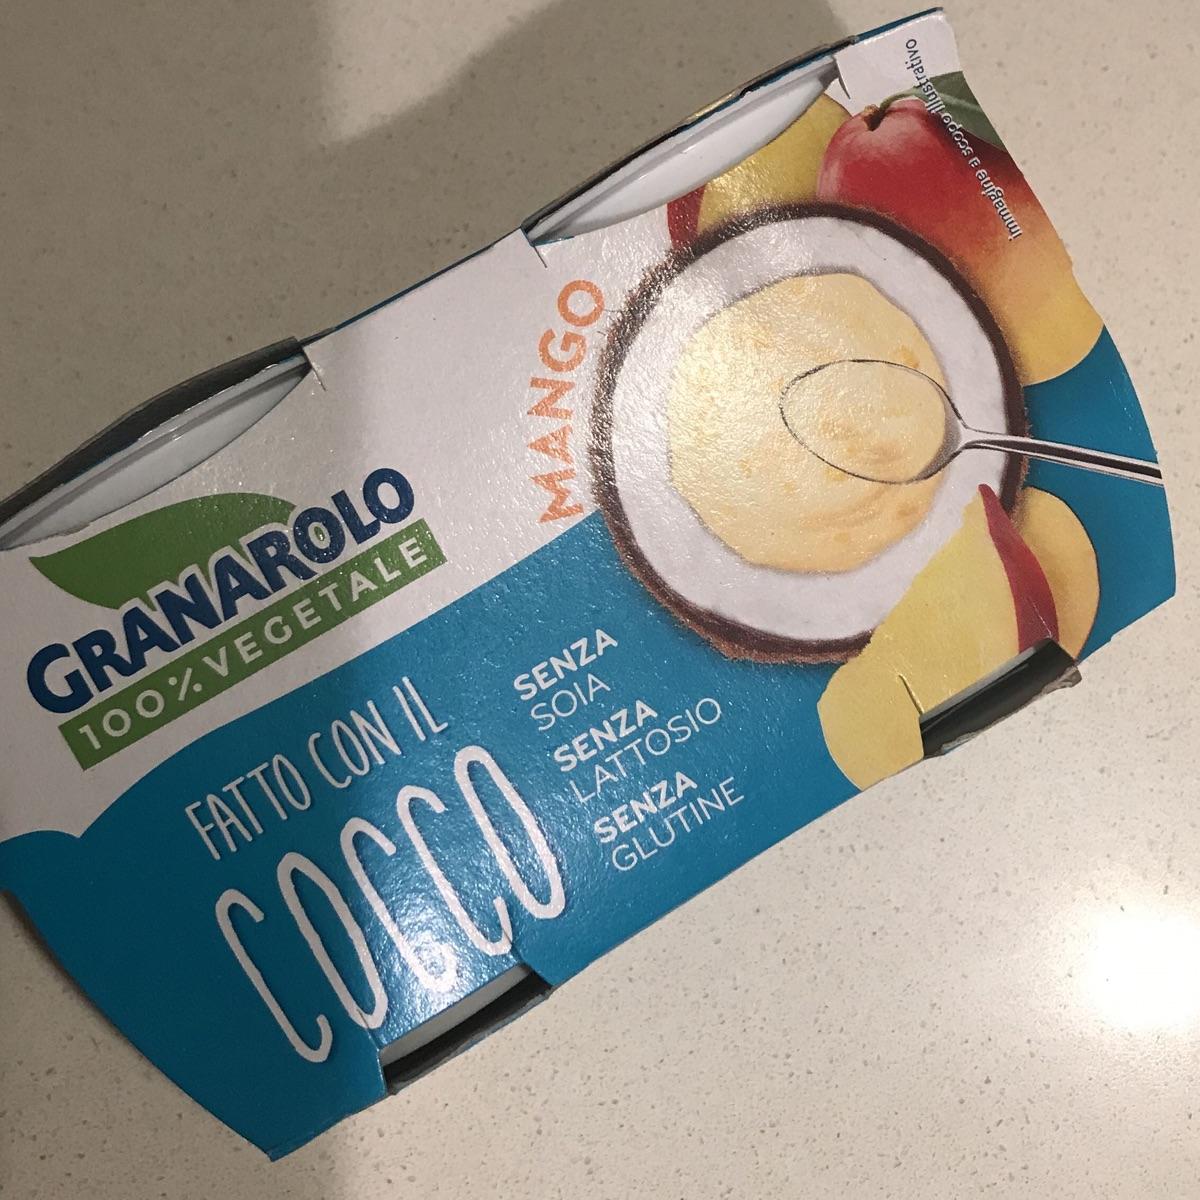 GRANAROLO
100% VEGETALE
FATTO CON IL
COCCO
MANGO
SENZA
SOIA
SENZA
LATTOSIO
SENZA
GLUTINE
immagine a scopo illustrativo